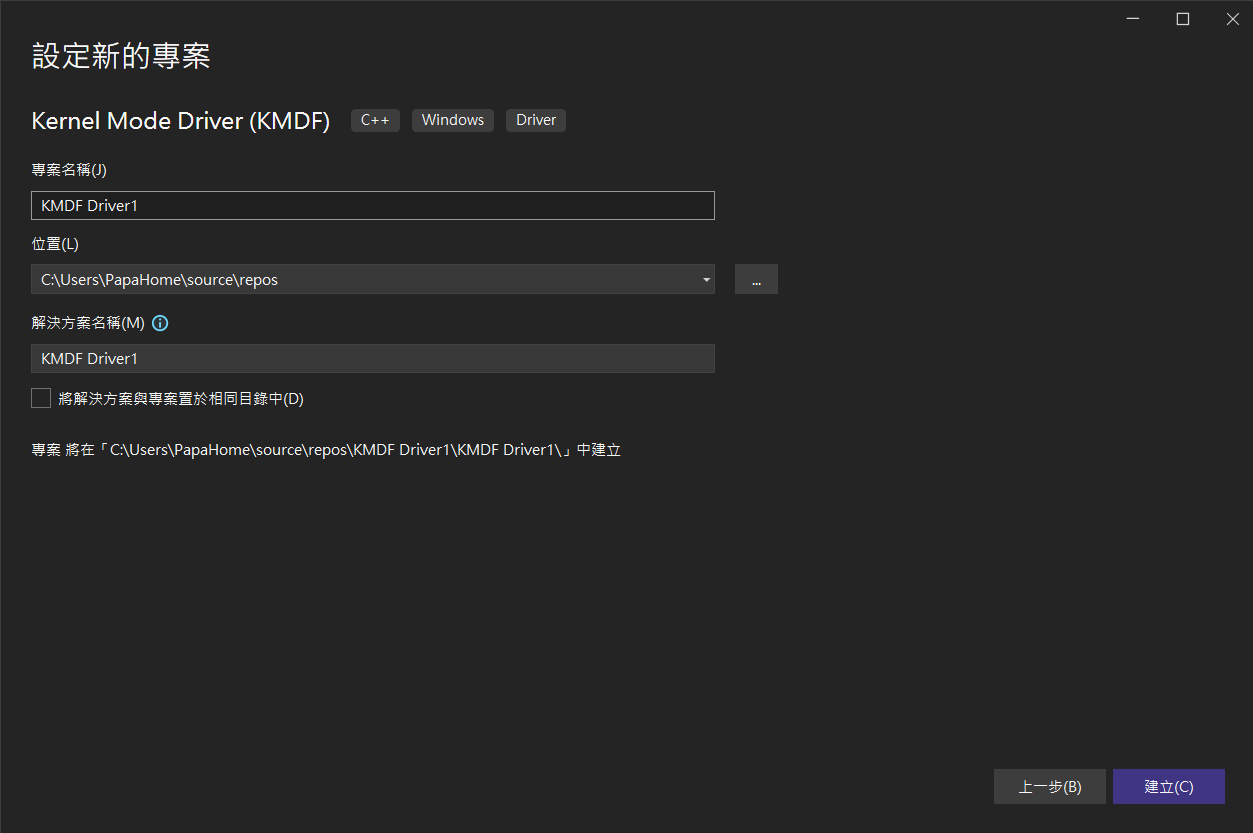 設定新的專案
Kernel Mode Driver (KMDF) C++ Windows Driver
專案名稱(J)
KMDF Driver1
位置(L)
C:\Users\PapaHome\source\repos ...
解決方案名稱(M)
KMDF Driver1
將解決方案與專案置於相同目錄中(D)
專案 將在「C:\Users\PapaHome\source\repos\KMDF Driver1\KMDF Driver1\」中建立
上一步(B) 建立(C)